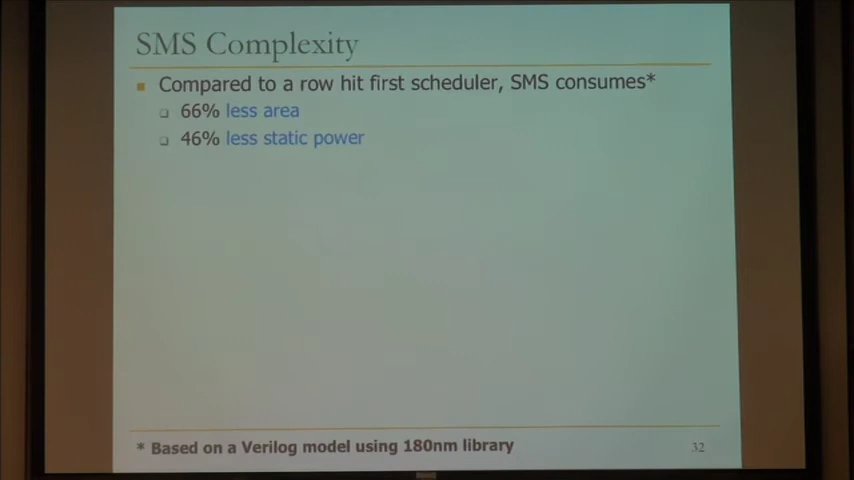 SMS Complexity
Compared to a row hit first scheduler, SMS consumes*
66% less area
46% less static power
* Based on a Verilog model using 180nm library
32